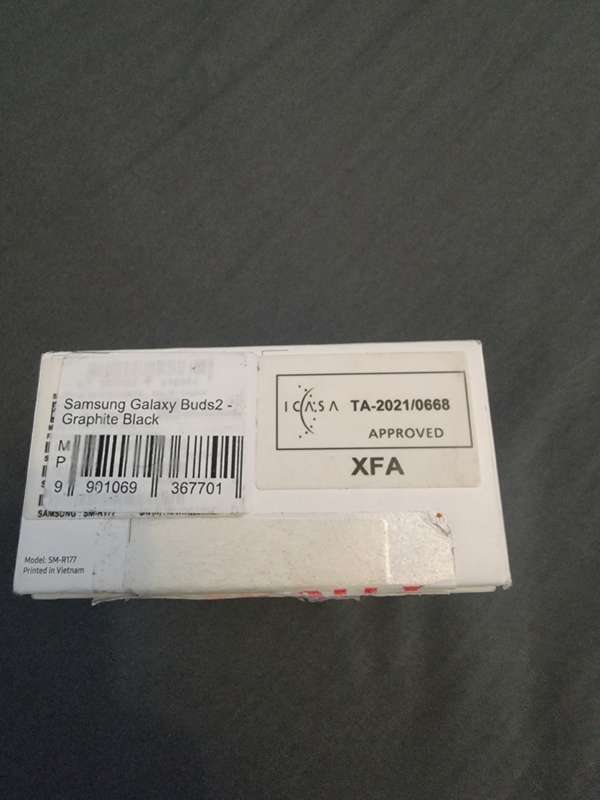 Samsung Galaxy Buds2 -
Graphite Black
M
P
9 901069 367701
ICASA TA-2021/0668
APPROVED
XFA
SAMSUNG SM-R177
Model: SM-R177
Printed in Vietnam